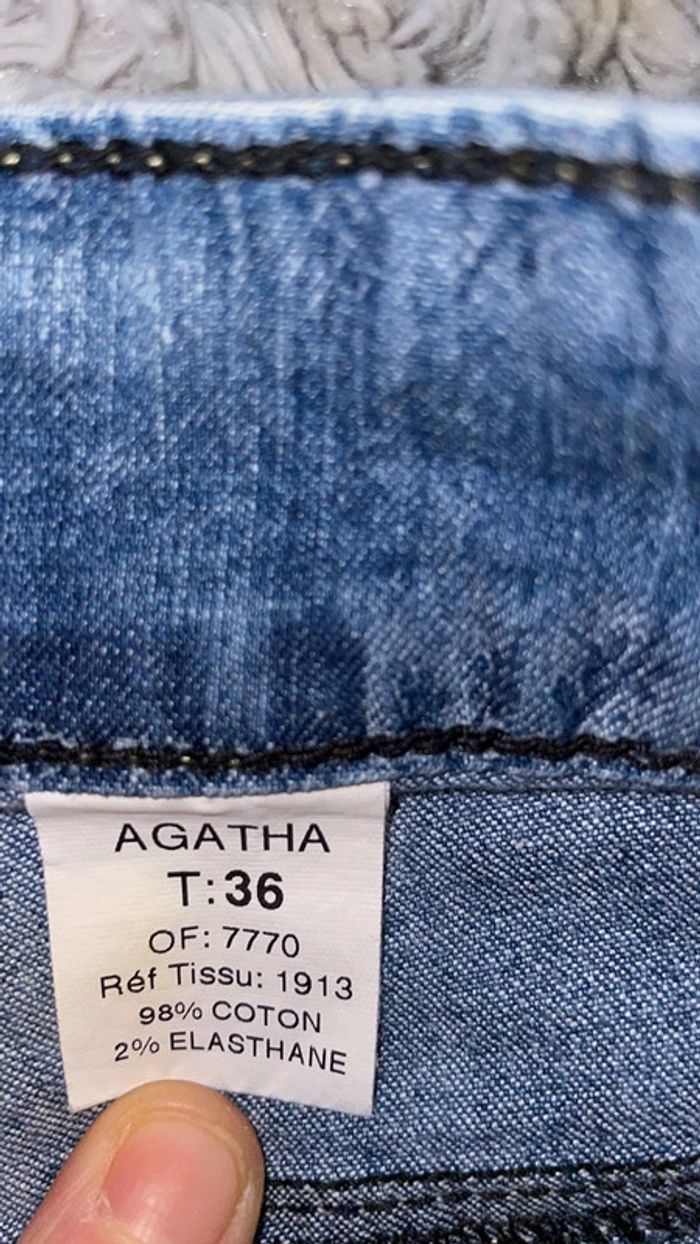 AGATHA
T: 36
OF: 7770
Réf Tissu: 1913
98% COTON
2% ELASTHANE